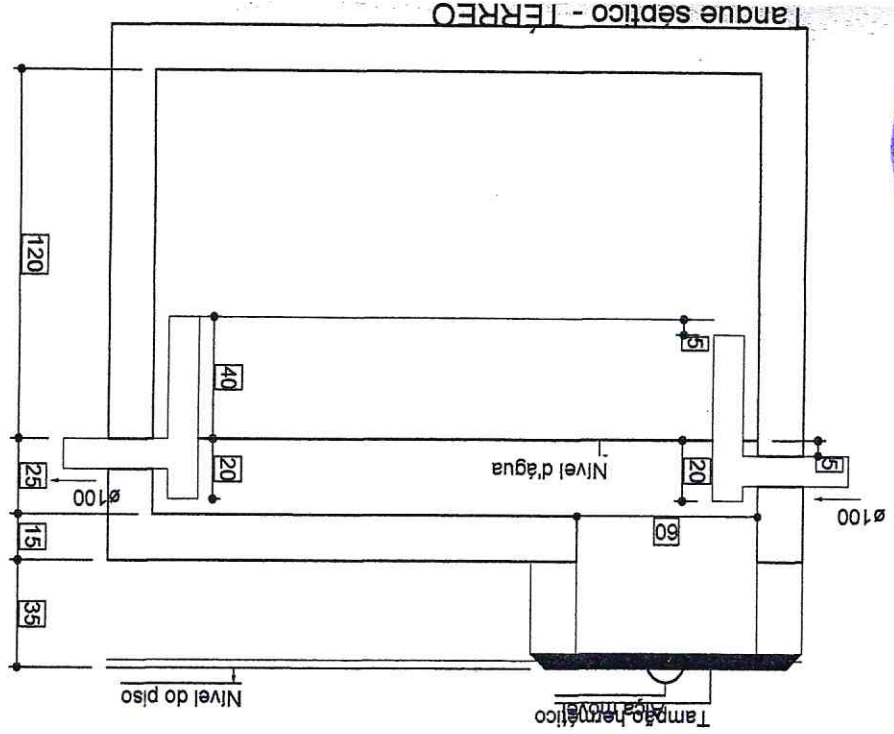 Tampão hermético
Alça móvel
Nível do piso
35
15
25
120
ø100
60
ø100
20
20
5
Nível d'água
40
5
Tanque séptico - TÉRREO